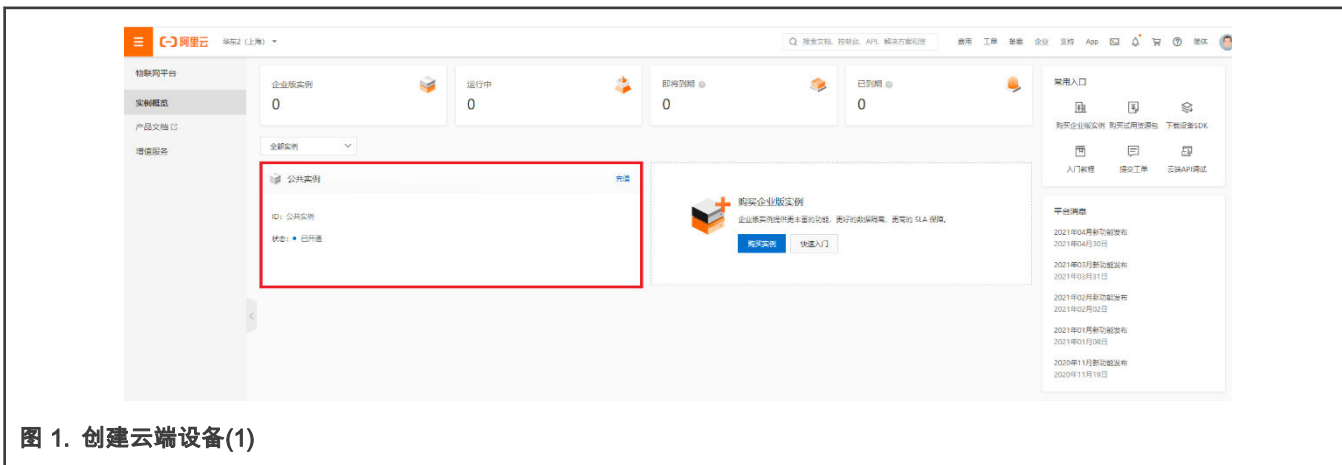 阿里云 华东2（上海） 搜索文档、控制台、API、解决方案和资 费用 工单 备案 企业 支持 App 简体
物联网平台
实例概览
产品文档
增值服务
企业版实例
0
运行中
0
即将到期
0
已到期
0
全部实例
公共实例 充值
ID：公共实例
状态： 已开通
购买企业版实例
企业版实例提供更丰富的功能、更好的数据隔离、更高的 SLA 保障。
购买实例 快速入门
常用入口
购买企业版实例 购买试用资源包 下载设备SDK
入门教程 提交工单 云端API调试
平台消息
2021年04月新功能发布
2021年04月30日
2021年03月新功能发布
2021年03月31日
2021年02月新功能发布
2021年02月02日
2021年01月新功能发布
2021年01月08日
2020年11月新功能发布
2020年11月19日
图 1. 创建云端设备(1)